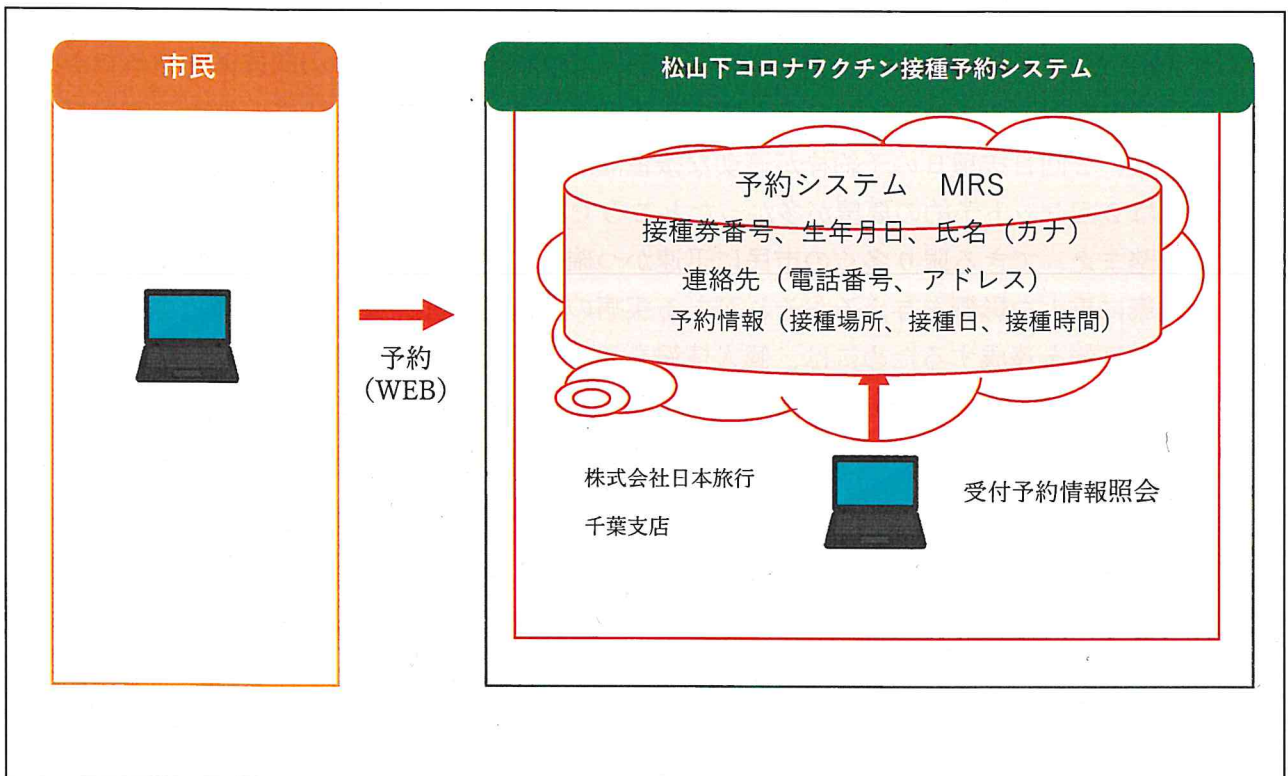 市民
松山下コロナワクチン接種予約システム
予約システム　MRS
接種券番号、生年月日、氏名（カナ）
連絡先（電話番号、アドレス）
予約情報（接種場所、接種日、接種時間）
予約
（WEB）
株式会社日本旅行
千葉支店
受付予約情報照会